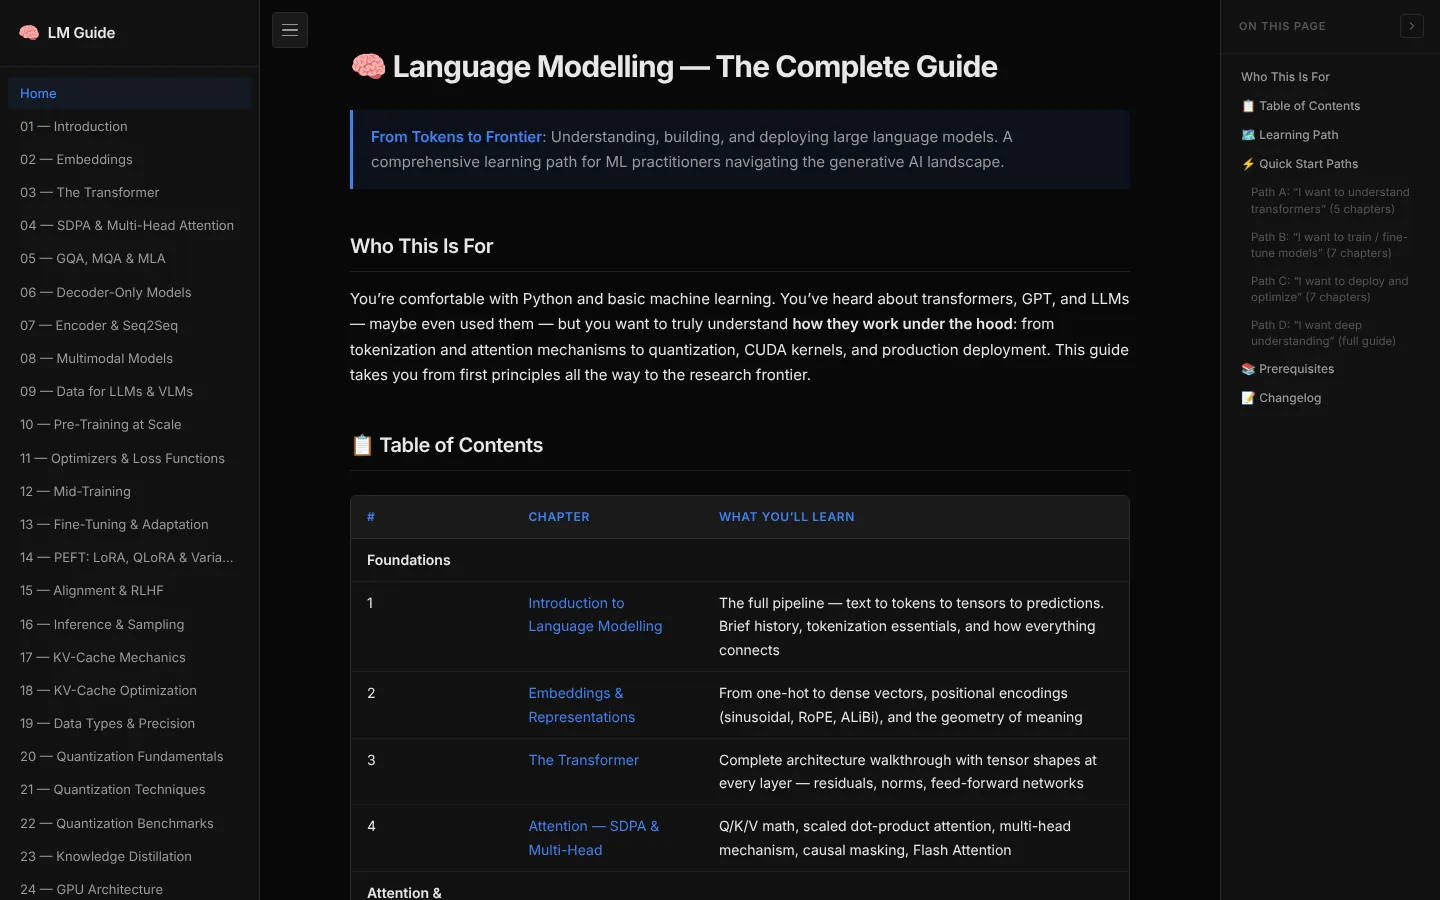 🧠 LM Guide
Home
01 — Introduction
02 — Embeddings
03 — The Transformer
04 — SDPA & Multi-Head Attention
05 — GQA, MQA & MLA
06 — Decoder-Only Models
07 — Encoder & Seq2Seq
08 — Multimodal Models
09 — Data for LLMs & VLMs
10 — Pre-Training at Scale
11 — Optimizers & Loss Functions
12 — Mid-Training
13 — Fine-Tuning & Adaptation
14 — PEFT: LoRA, QLoRA & Varia...
15 — Alignment & RLHF
16 — Inference & Sampling
17 — KV-Cache Mechanics
18 — KV-Cache Optimization
19 — Data Types & Precision
20 — Quantization Fundamentals
21 — Quantization Techniques
22 — Quantization Benchmarks
23 — Knowledge Distillation
24 — GPU Architecture
🧠 Language Modelling — The Complete Guide
From Tokens to Frontier: Understanding, building, and deploying large language models. A
comprehensive learning path for ML practitioners navigating the generative AI landscape.
Who This Is For
You’re comfortable with Python and basic machine learning. You’ve heard about transformers, GPT, and LLMs
— maybe even used them — but you want to truly understand how they work under the hood: from
tokenization and attention mechanisms to quantization, CUDA kernels, and production deployment. This guide
takes you from first principles all the way to the research frontier.
📋 Table of Contents
# CHAPTER WHAT YOU’LL LEARN
Foundations
1 Introduction to The full pipeline — text to tokens to tensors to predictions.
Language Modelling Brief history, tokenization essentials, and how everything
connects
2 Embeddings & From one-hot to dense vectors, positional encodings
Representations (sinusoidal, RoPE, ALiBi), and the geometry of meaning
3 The Transformer Complete architecture walkthrough with tensor shapes at
every layer — residuals, norms, feed-forward networks
4 Attention — SDPA & Q/K/V math, scaled dot-product attention, multi-head
Multi-Head mechanism, causal masking, Flash Attention
Attention &
ON THIS PAGE
Who This Is For
📋 Table of Contents
🗺️ Learning Path
⚡ Quick Start Paths
Path A: “I want to understand
transformers” (5 chapters)
Path B: “I want to train / fine-
tune models” (7 chapters)
Path C: “I want to deploy and
optimize” (7 chapters)
Path D: “I want deep
understanding” (full guide)
📚 Prerequisites
📝 Changelog